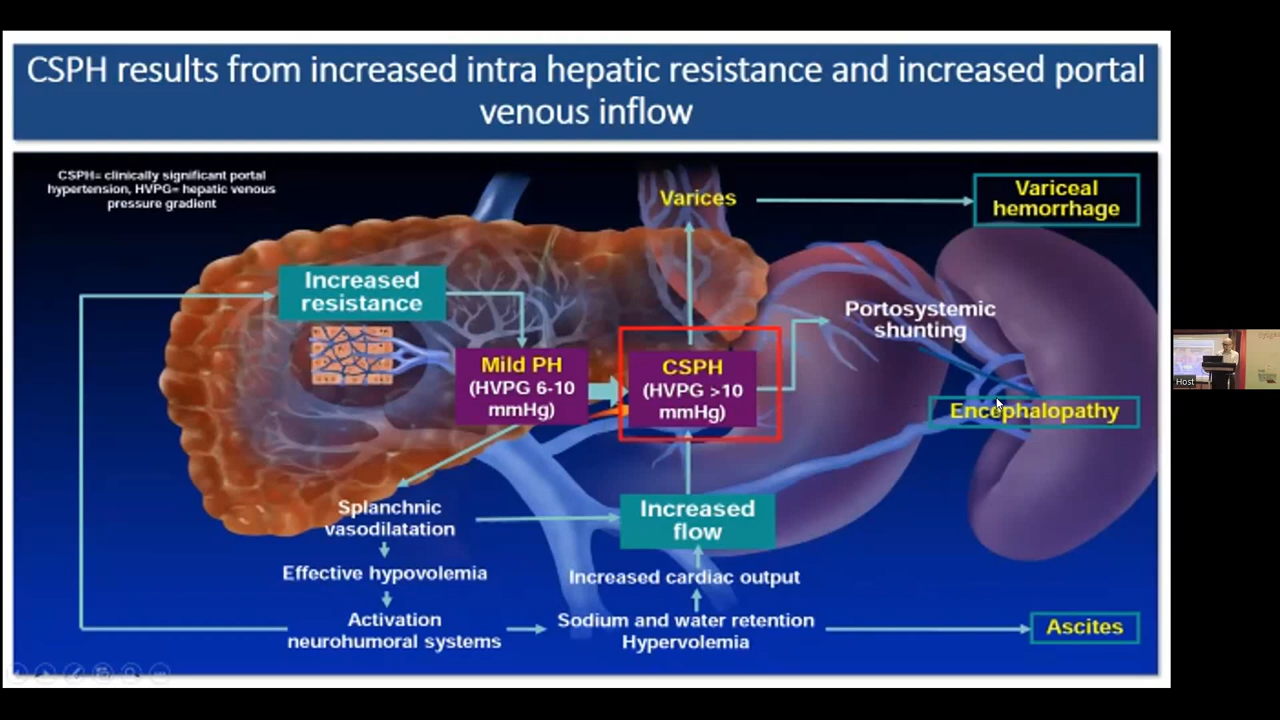 CSPH results from increased intra hepatic resistance and increased portal
venous inflow
CSPH= clinically significant portal
hypertension, HVPG= hepatic venous
pressure gradient
Varices
Variceal
hemorrhage
Increased
resistance
Portosystemic
shunting
Mild PH
(HVPG 6-10
mmHg)
CSPH
(HVPG >10
mmHg)
Encephalopathy
Splanchnic
vasodilatation
Increased
flow
Effective hypovolemia
Increased cardiac output
Activation
neurohumoral systems
Sodium and water retention
Hypervolemia
Ascites
Host